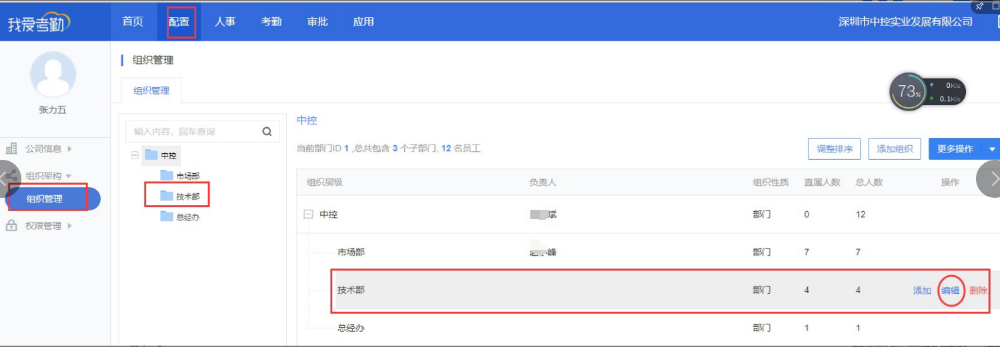 我爱考勤 首页 配置 人事 考勤 审批 应用 深圳市中控实业发展有限公司
组织管理
组织管理
73% 0K/s
0.1K/s
张力五
公司信息
组织架构
组织管理
权限管理
输入内容，回车查询
中控
市场部
技术部
总经办
中控
当前部门ID 1 ,总共包含 3 个子部门, 12 名员工
调整排序 添加组织 更多操作
组织层级 负责人 组织性质 直属人数 总人数 操作
中控 斌 部门 0 12
市场部 峰 部门 7 7
技术部 部门 4 4 添加 编辑 删除
总经办 部门 1 1